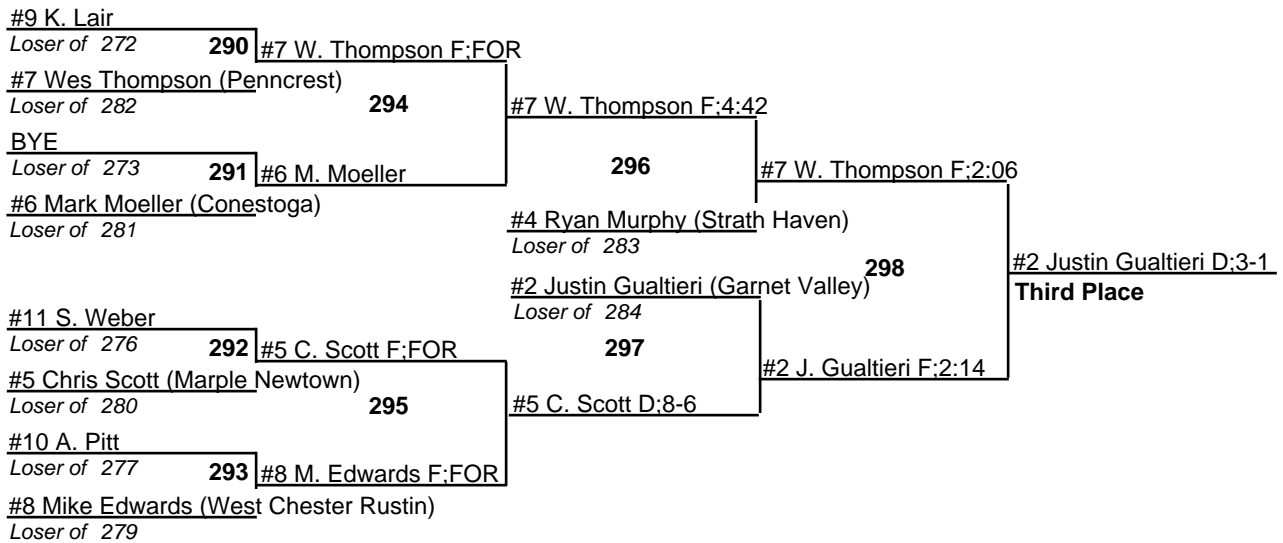 #9 K. Lair
Loser of 272
290
#7 W. Thompson F;FOR
#7 Wes Thompson (Penncrest)
Loser of 282
294
#7 W. Thompson F;4:42
BYE
Loser of 273
291
#6 M. Moeller
296
#7 W. Thompson F;2:06
#6 Mark Moeller (Conestoga)
Loser of 281
#4 Ryan Murphy (Strath Haven)
Loser of 283
298
#2 Justin Gualtieri D;3-1
Third Place
#2 Justin Gualtieri (Garnet Valley)
Loser of 284
#11 S. Weber
Loser of 276
292
#5 C. Scott F;FOR
297
#2 J. Gualtieri F;2:14
#5 Chris Scott (Marple Newtown)
Loser of 280
295
#5 C. Scott D;8-6
#10 A. Pitt
Loser of 277
293
#8 M. Edwards F;FOR
#8 Mike Edwards (West Chester Rustin)
Loser of 279